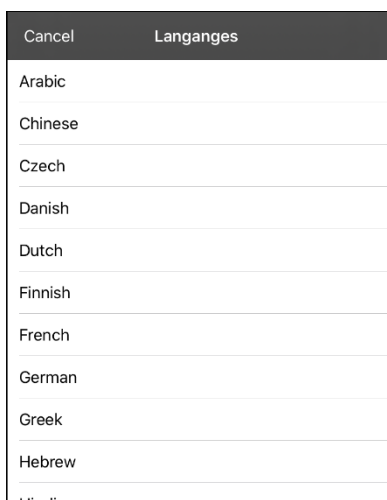 Cancel Langanges
Arabic
Chinese
Czech
Danish
Dutch
Finnish
French
German
Greek
Hebrew